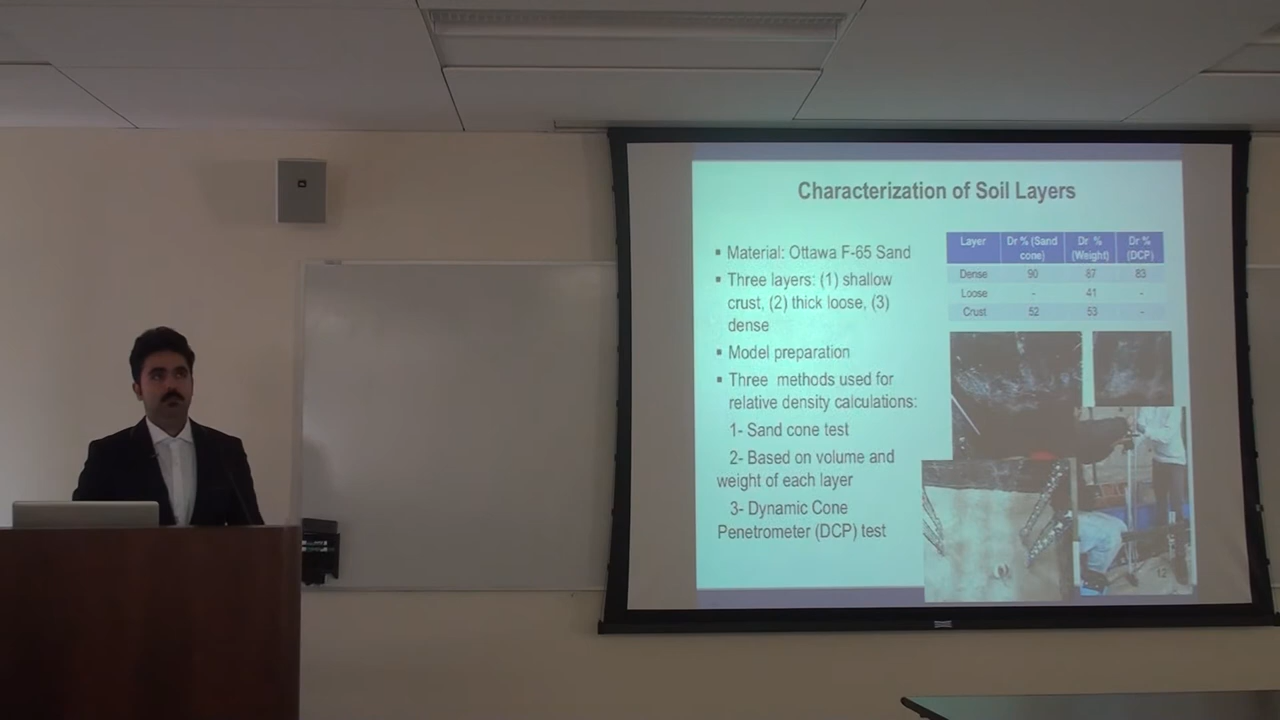 Characterization of Soil Layers
▪ Material: Ottawa F-65 Sand
▪ Three layers: (1) shallow
crust, (2) thick loose, (3)
dense
▪ Model preparation
▪ Three methods used for
relative density calculations:
1- Sand cone test
2- Based on volume and
weight of each layer
3- Dynamic Cone
Penetrometer (DCP) test
Layer Dr % (Sand cone) Dr % (Weight) Dr % (DCP)
Dense 90 87 83
Loose - 41 -
Crust 52 53 -
12